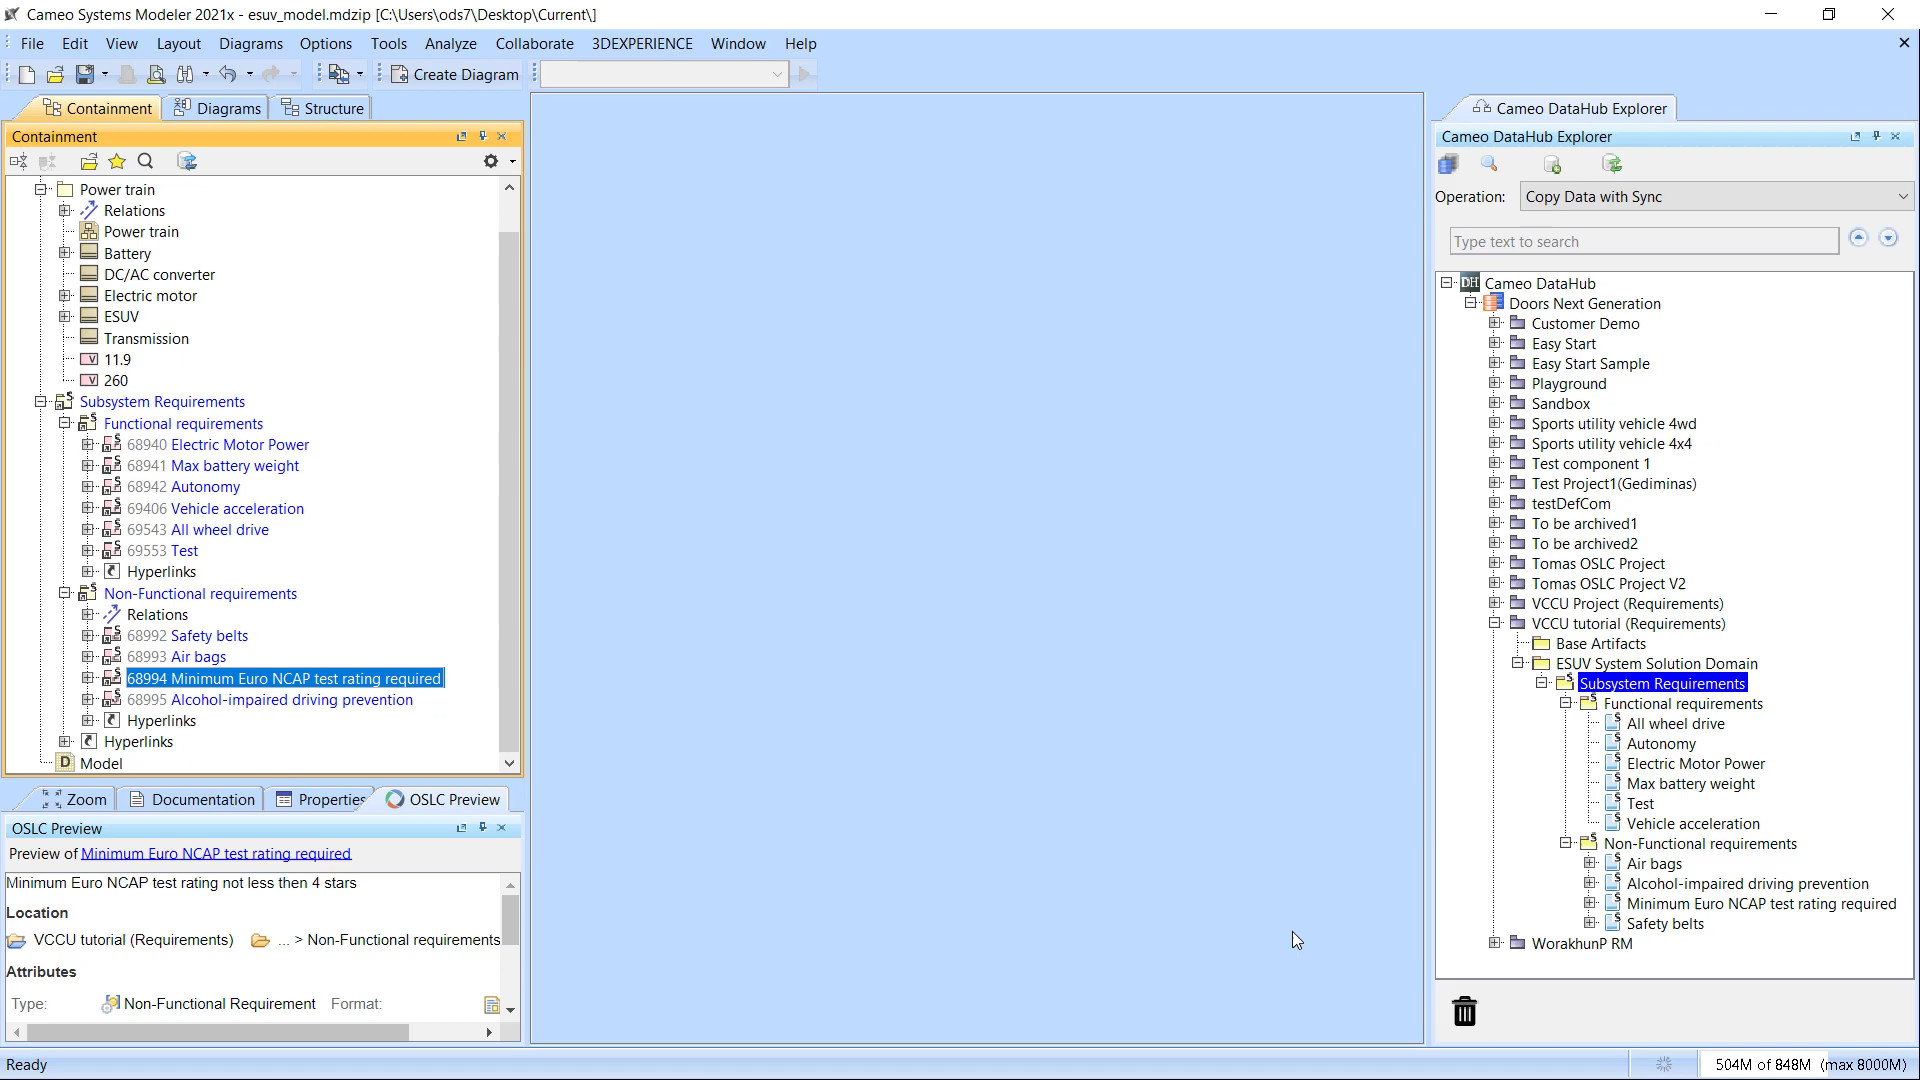 Cameo Systems Modeler 2021x - esuv_model.mdzip [C:\Users\ods7\Desktop\Current\]
File Edit View Layout Diagrams Options Tools Analyze Collaborate 3DEXPERIENCE Window Help
Create Diagram
Containment Diagrams Structure
Containment
Power train
Relations
Power train
Battery
DC/AC converter
Electric motor
ESUV
Transmission
V 11.9
V 260
Subsystem Requirements
Functional requirements
68940 Electric Motor Power
68941 Max battery weight
68942 Autonomy
69406 Vehicle acceleration
69543 All wheel drive
69553 Test
Hyperlinks
Non-Functional requirements
Relations
68992 Safety belts
68993 Air bags
68994 Minimum Euro NCAP test rating required
68995 Alcohol-impaired driving prevention
Hyperlinks
Hyperlinks
D Model
Zoom Documentation Properties OSLC Preview
OSLC Preview
Preview of Minimum Euro NCAP test rating required
Minimum Euro NCAP test rating not less then 4 stars
Location
VCCU tutorial (Requirements) ... > Non-Functional requirements
Attributes
Type: Non-Functional Requirement Format:
Cameo DataHub Explorer
Cameo DataHub Explorer
Operation: Copy Data with Sync
Type text to search
DH Cameo DataHub
Doors Next Generation
Customer Demo
Easy Start
Easy Start Sample
Playground
Sandbox
Sports utility vehicle 4wd
Sports utility vehicle 4x4
Test component 1
Test Project1(Gediminas)
testDefCom
To be archived1
To be archived2
Tomas OSLC Project
Tomas OSLC Project V2
VCCU Project (Requirements)
VCCU tutorial (Requirements)
Base Artifacts
ESUV System Solution Domain
Subsystem Requirements
Functional requirements
All wheel drive
Autonomy
Electric Motor Power
Max battery weight
Test
Vehicle acceleration
Non-Functional requirements
Air bags
Alcohol-impaired driving prevention
Minimum Euro NCAP test rating required
Safety belts
WorakhunP RM
Ready
504M of 848M (max 8000M)